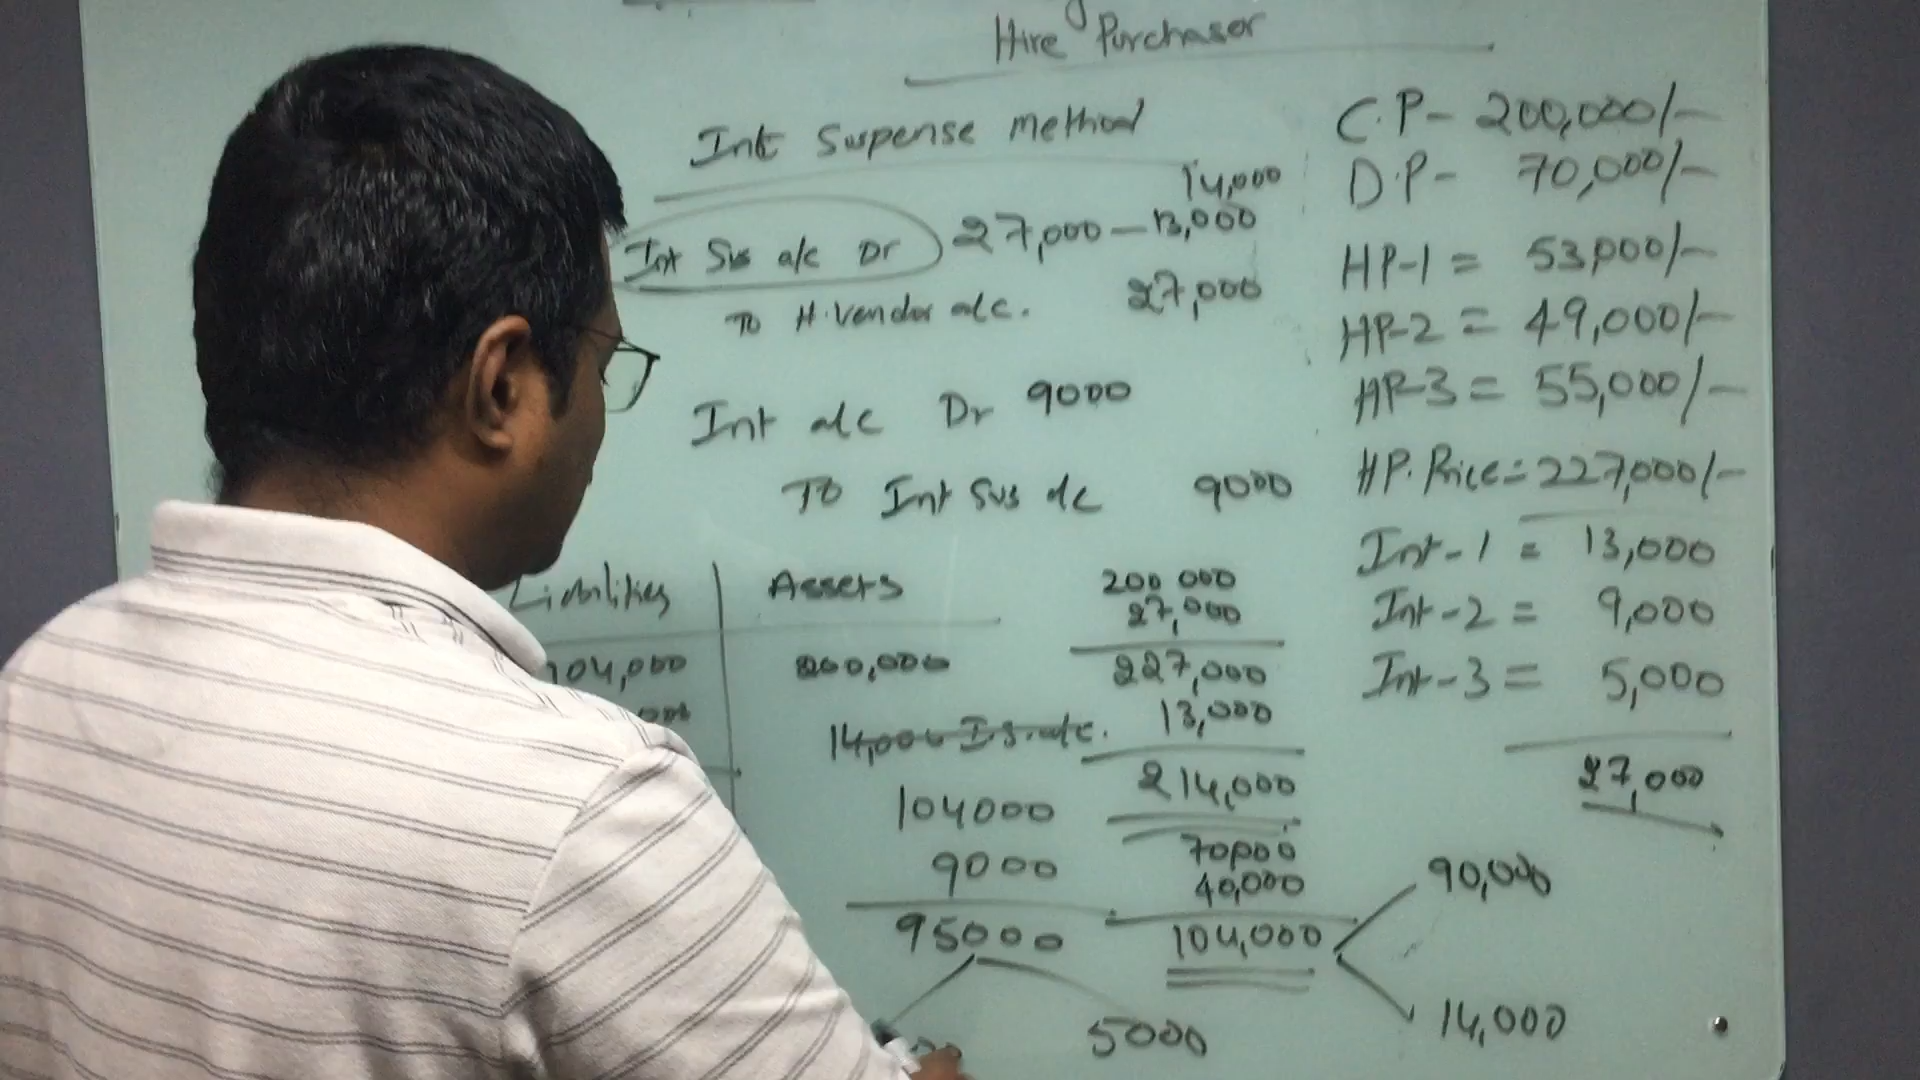 Hire Purchaser
Int Suspense method
14,000
Int Sus a/c Dr 27,000 – 13,000
To H. Vendor a/c. 27,000
Int a/c Dr 9000
To Int Sus a/c 9000
Liabilities Assets
104,000 200,000
14,000 I.S. a/c.
104000
9000
95000
5000
200 000
27,000
227,000
13,000
214,000
70,000
40,000
104,000
90,000
14,000
C.P – 200,000/–
D.P – 70,000/–
HP-1 = 53,000/–
HP-2 = 49,000/–
HP-3 = 55,000/–
HP. Price = 227,000/–
Int-1 = 13,000
Int-2 = 9,000
Int-3 = 5,000
27,000